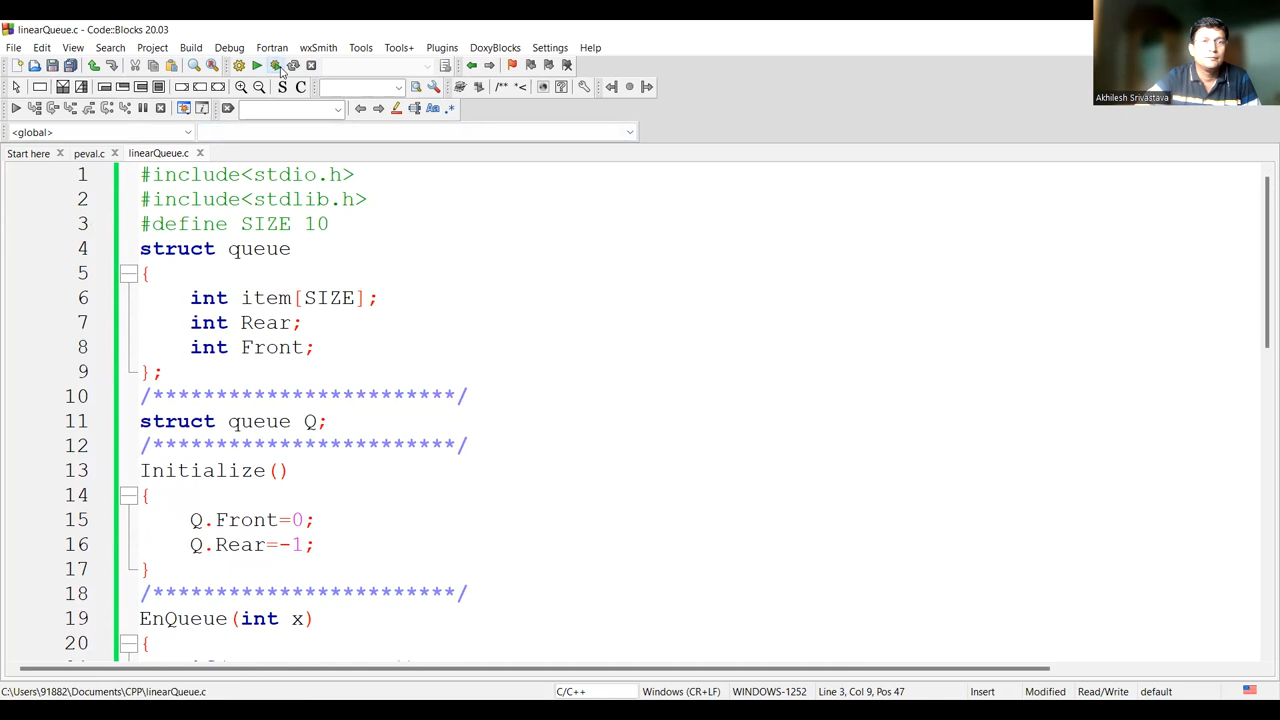 linearQueue.c - Code::Blocks 20.03
File Edit View Search Project Build Debug Fortran wxSmith Tools Tools+ Plugins DoxyBlocks Settings Help
S C /** *<
Aa .*
<global>
Start here peval.c linearQueue.c
1 #include<stdio.h>
2 #include<stdlib.h>
3 #define SIZE 10
4 struct queue
5 {
6 int item[SIZE];
7 int Rear;
8 int Front;
9 };
10 /************************/
11 struct queue Q;
12 /************************/
13 Initialize()
14 {
15 Q.Front=0;
16 Q.Rear=-1;
17 }
18 /************************/
19 EnQueue(int x)
20 {
C:\Users\91882\Documents\CPP\linearQueue.c C/C++ Windows (CR+LF) WINDOWS-1252 Line 3, Col 9, Pos 47 Insert Modified Read/Write default
Akhilesh Srivastava